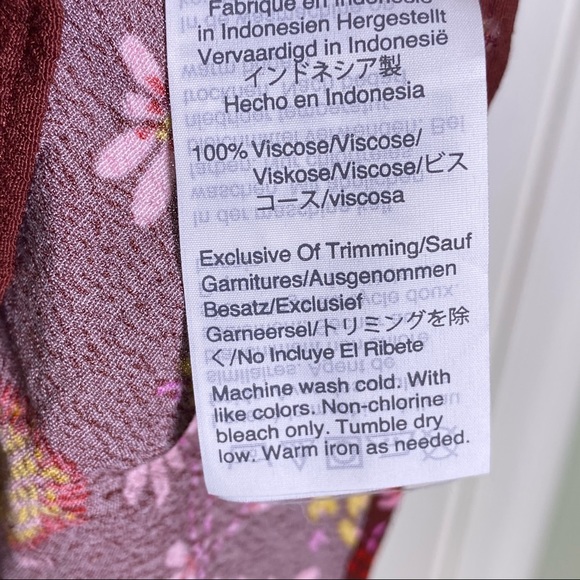 Fabriqué en Indonésie
in Indonesien Hergestellt
Vervaardigd in Indonesië
インドネシア製
Hecho en Indonesia
100% Viscose/Viscose/
Viskose/Viscose/ビス
コース/viscosa
Exclusive Of Trimming/Sauf
Garnitures/Ausgenommen
Besatz/Exclusief
Garneersel/トリミングを除
く/No Incluye El Ribete
Machine wash cold. With
like colors. Non-chlorine
bleach only. Tumble dry
low. Warm iron as needed.